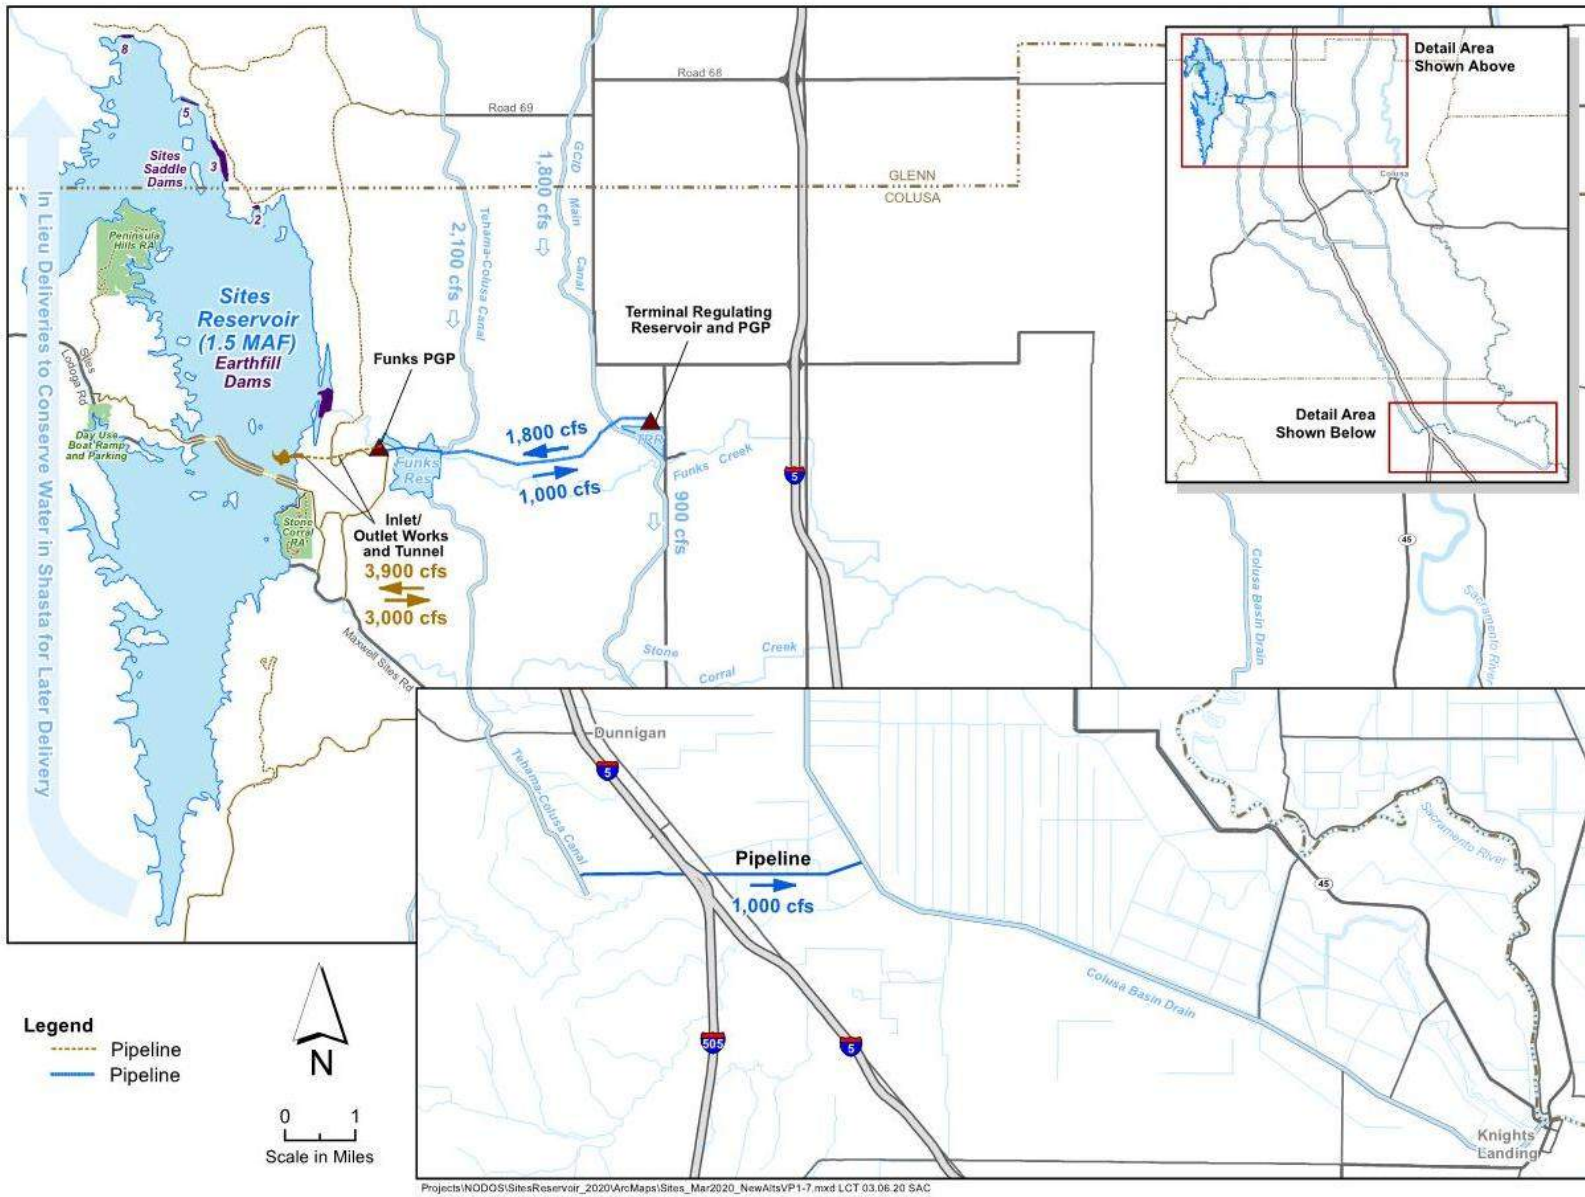 8
Road 68
Road 69
5
Sites
Saddle
Dams
3
2
GLENN
COLUSA
1,800 cfs
GCID Main Canal
2,100 cfs
Tehama-Colusa Canal
In Lieu Deliveries to Conserve Water in Shasta for Later Delivery
Peninsula
Hills RA
Sites
Reservoir
(1.5 MAF)
Earthfill
Dams
Sites
Lodoga Rd
Funks PGP
Terminal Regulating
Reservoir and PGP
Day Use
Boat Ramp
and Parking
Funks
Res
TRR
1,800 cfs
1,000 cfs
Funks Creek
900 cfs
5
Stone
Corral
RA
Inlet/
Outlet Works
and Tunnel
3,900 cfs
3,000 cfs
Maxwell Sites Rd
Stone
Corral
Creek
Colusa Basin Drain
45
Sacramento River
Detail Area
Shown Above
Colusa
Detail Area
Shown Below
Dunnigan
5
Tehama-Colusa Canal
Pipeline
1,000 cfs
Sacramento River
45
Colusa Basin Drain
505
5
Knights
Landing
Legend
Pipeline
Pipeline
N
0 1
Scale in Miles
Projects\NODOS\SitesReservoir_2020\ArcMaps\Sites_Mar2020_NewAltsVP1-7.mxd LCT 03.06.20 SAC